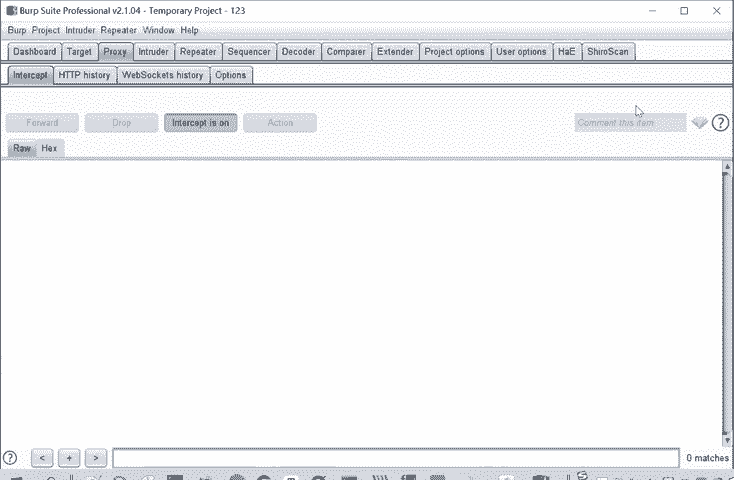 Burp Suite Professional v2.1.04 - Temporary Project - 123
Burp Project Intruder Repeater Window Help
Dashboard Target Proxy Intruder Repeater Sequencer Decoder Comparer Extender Project options User options HaE ShiroScan
Intercept HTTP history WebSockets history Options
Forward Drop Intercept is on Action Comment this item ?
Raw Hex
? < + > 0 matches